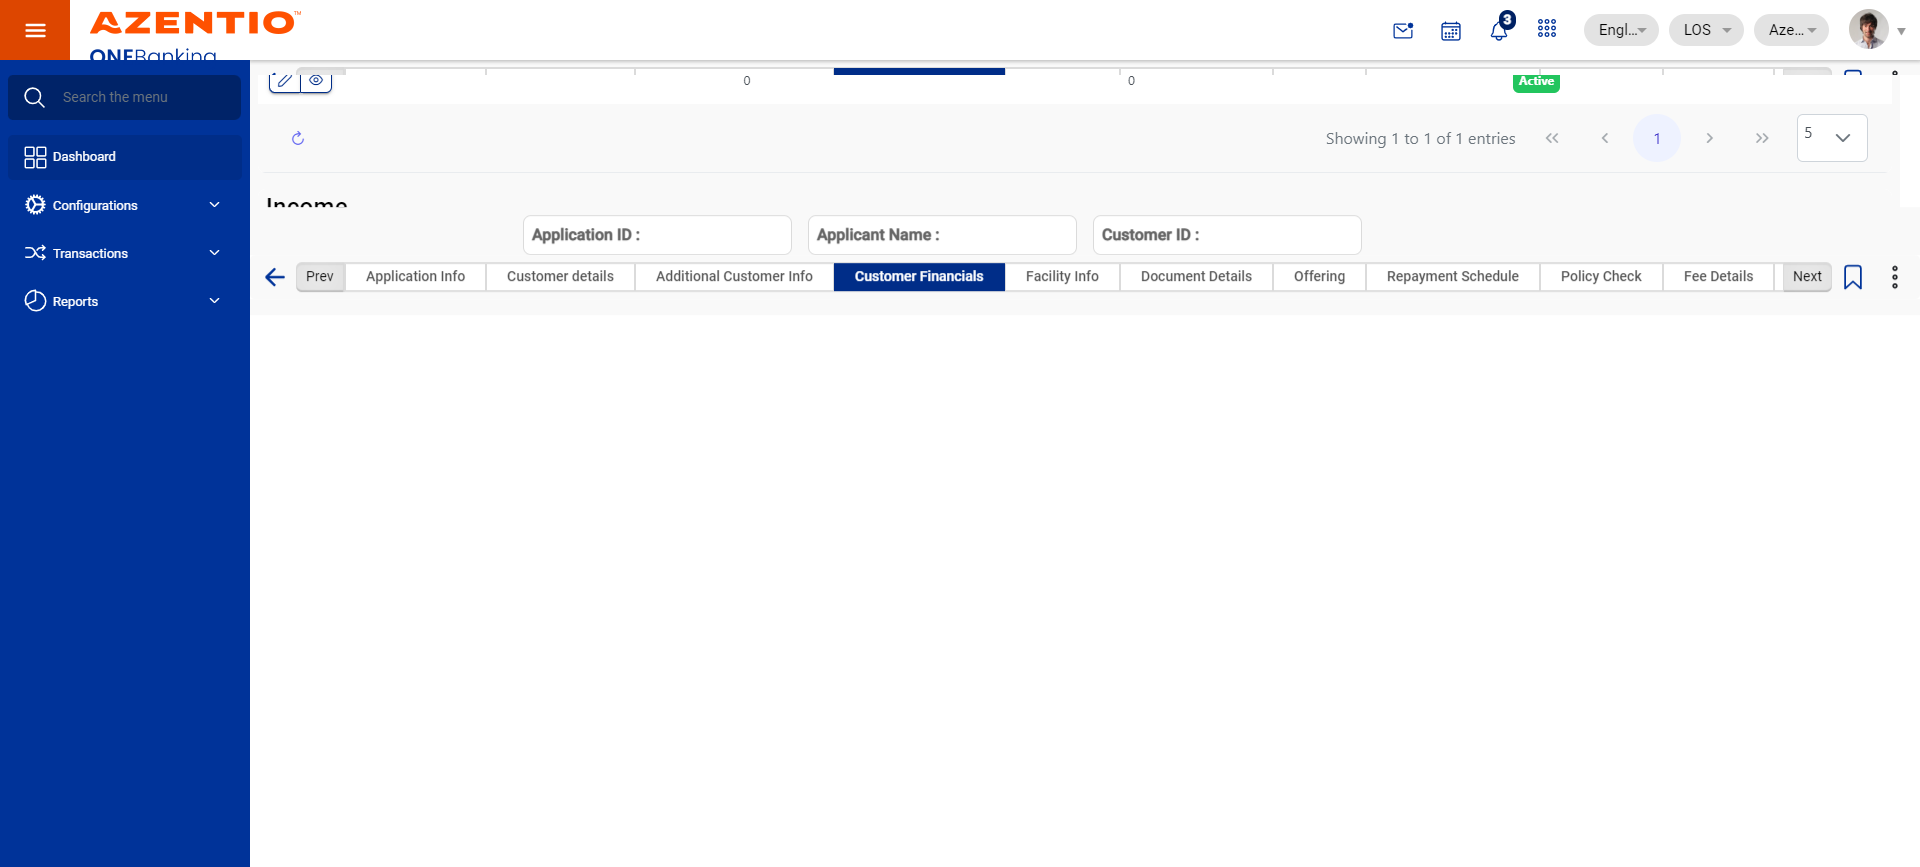 AZENTIO™
ONEBanking
3
Engl...
LOS
Aze...
Search the menu
Dashboard
Configurations
Transactions
Reports
0
0
Active
Showing 1 to 1 of 1 entries
1
5
Income
Application ID :
Applicant Name :
Customer ID :
Prev
Application Info
Customer details
Additional Customer Info
Customer Financials
Facility Info
Document Details
Offering
Repayment Schedule
Policy Check
Fee Details
Next